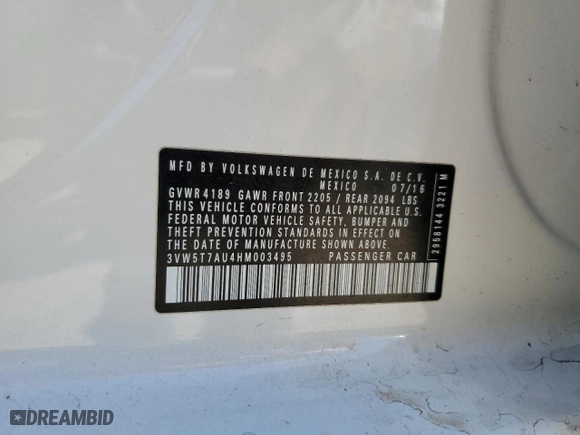 MFD BY VOLKSWAGEN DE MEXICO S.A. DE C.V.
MEXICO 07/16
GVWR 4189 GAWR FRONT 2205 / REAR 2094 LBS
THIS VEHICLE CONFORMS TO ALL APPLICABLE U.S.
FEDERAL MOTOR VEHICLE SAFETY, BUMPER AND
THEFT PREVENTION STANDARDS IN EFFECT ON
THE DATE OF MANUFACTURE SHOWN ABOVE.
3VW5T7AU4HM003495 PASSENGER CAR
2958144 3221 M
DREAMBID